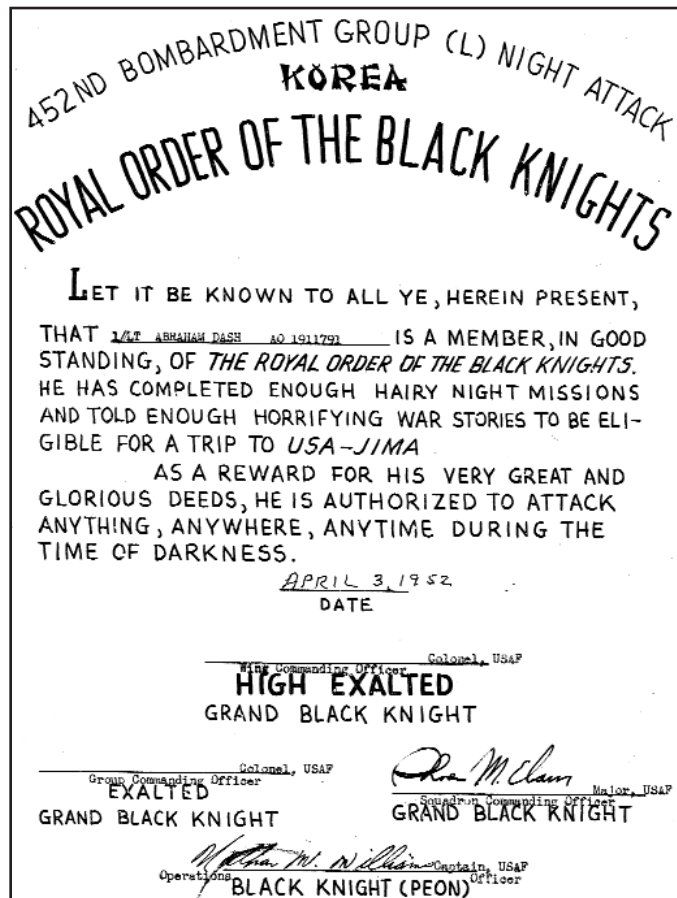 452ND BOMBARDMENT GROUP (L) NIGHT ATTACK
KOREA
ROYAL ORDER OF THE BLACK KNIGHTS
LET IT BE KNOWN TO ALL YE, HEREIN PRESENT,
THAT 1/LT ABRAHAM DASH AO 1911791 IS A MEMBER, IN GOOD
STANDING, OF THE ROYAL ORDER OF THE BLACK KNIGHTS.
HE HAS COMPLETED ENOUGH HAIRY NIGHT MISSIONS
AND TOLD ENOUGH HORRIFYING WAR STORIES TO BE ELI-
GIBLE FOR A TRIP TO USA-JIMA
AS A REWARD FOR HIS VERY GREAT AND
GLORIOUS DEEDS, HE IS AUTHORIZED TO ATTACK
ANYTHING, ANYWHERE, ANYTIME DURING THE
TIME OF DARKNESS.
APRIL 3, 1952
DATE
Colonel, USAF
Wing Commanding Officer
HIGH EXALTED
GRAND BLACK KNIGHT
Colonel, USAF
Group Commanding Officer
EXALTED
GRAND BLACK KNIGHT
Major, USAF
Squadron Commanding Officer
GRAND BLACK KNIGHT
Nathan W. Williams Captain, USAF
Operations Officer
BLACK KNIGHT (PEON)